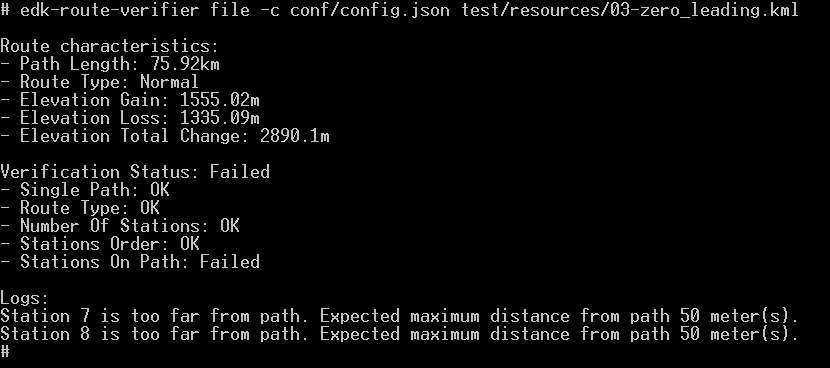 # edk-route-verifier file -c conf/config.json test/resources/03-zero_leading.kml
Route characteristics:
- Path Length: 75.92km
- Route Type: Normal
- Elevation Gain: 1555.02m
- Elevation Loss: 1335.09m
- Elevation Total Change: 2890.1m
Verification Status: Failed
- Single Path: OK
- Route Type: OK
- Number Of Stations: OK
- Stations Order: OK
- Stations On Path: Failed
Logs:
Station 7 is too far from path. Expected maximum distance from path 50 meter(s).
Station 8 is too far from path. Expected maximum distance from path 50 meter(s).
#